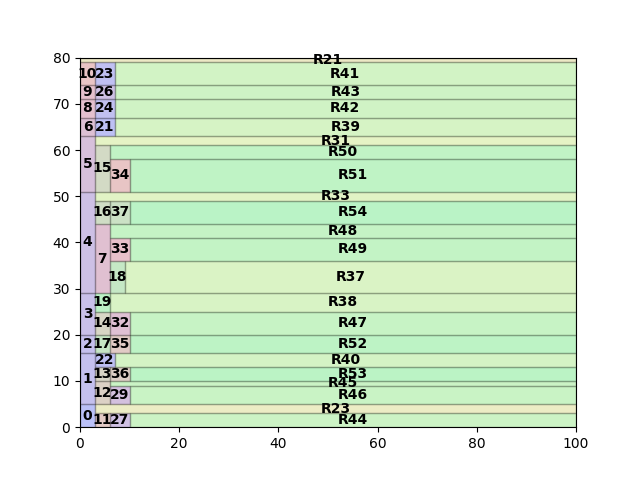 80
R21
10 23 R41
9 26 R43
70
8 24 R42
6 21 R39
R31
60
5 15 R50
34 R51
50
R33
16 37 R54
R48
40
4 7 33 R49
18 R37
30
19 R38
3 14 32 R47
20
2 17 35 R52
22 R40
1 13 36 R53
10
R45
12 29 R46
0 R23
11 27 R44
0
0 20 40 60 80 100